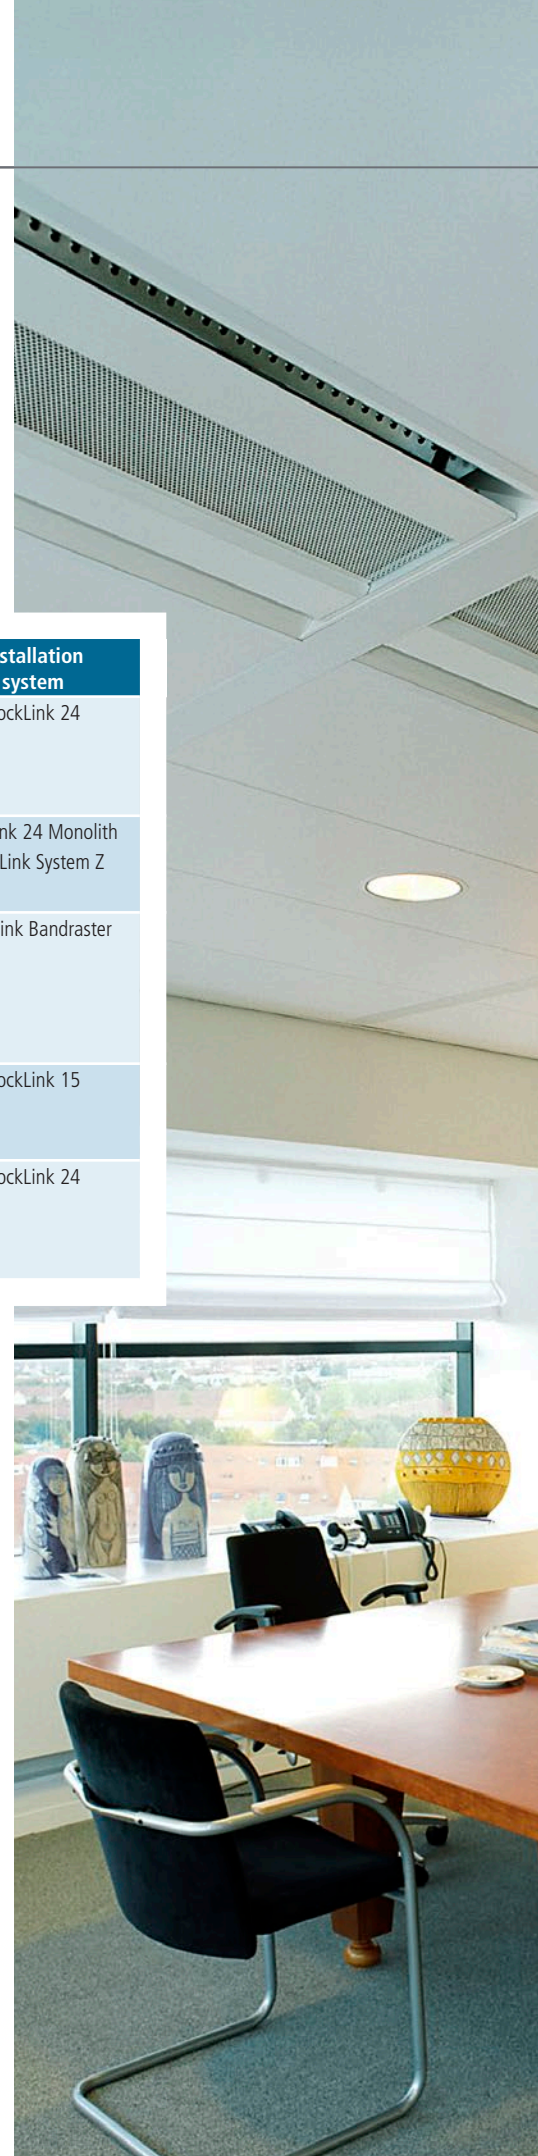 stallation
system
ockLink 24
nk 24 Monolith
Link System Z
ink Bandraster
ockLink 15
ockLink 24